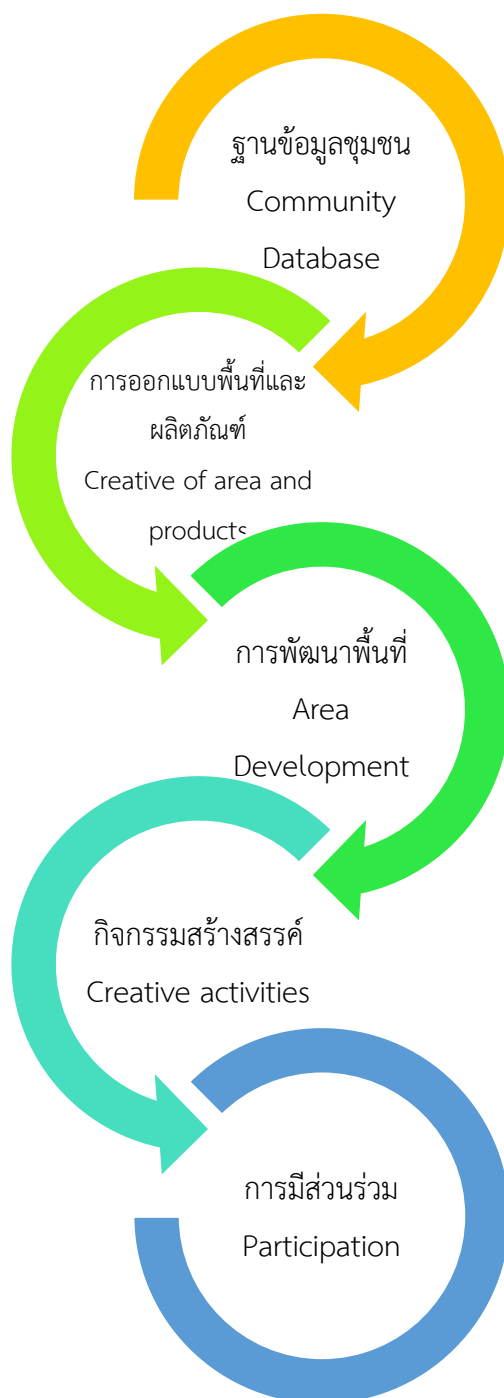 ฐานข้อมูลชุมชน
Community
Database
การออกแบบพื้นที่และ
ผลิตภัณฑ์
Creative of area and
products
การพัฒนาพื้นที่
Area
Development
กิจกรรมสร้างสรรค์
Creative activities
การมีส่วนร่วม
Participation